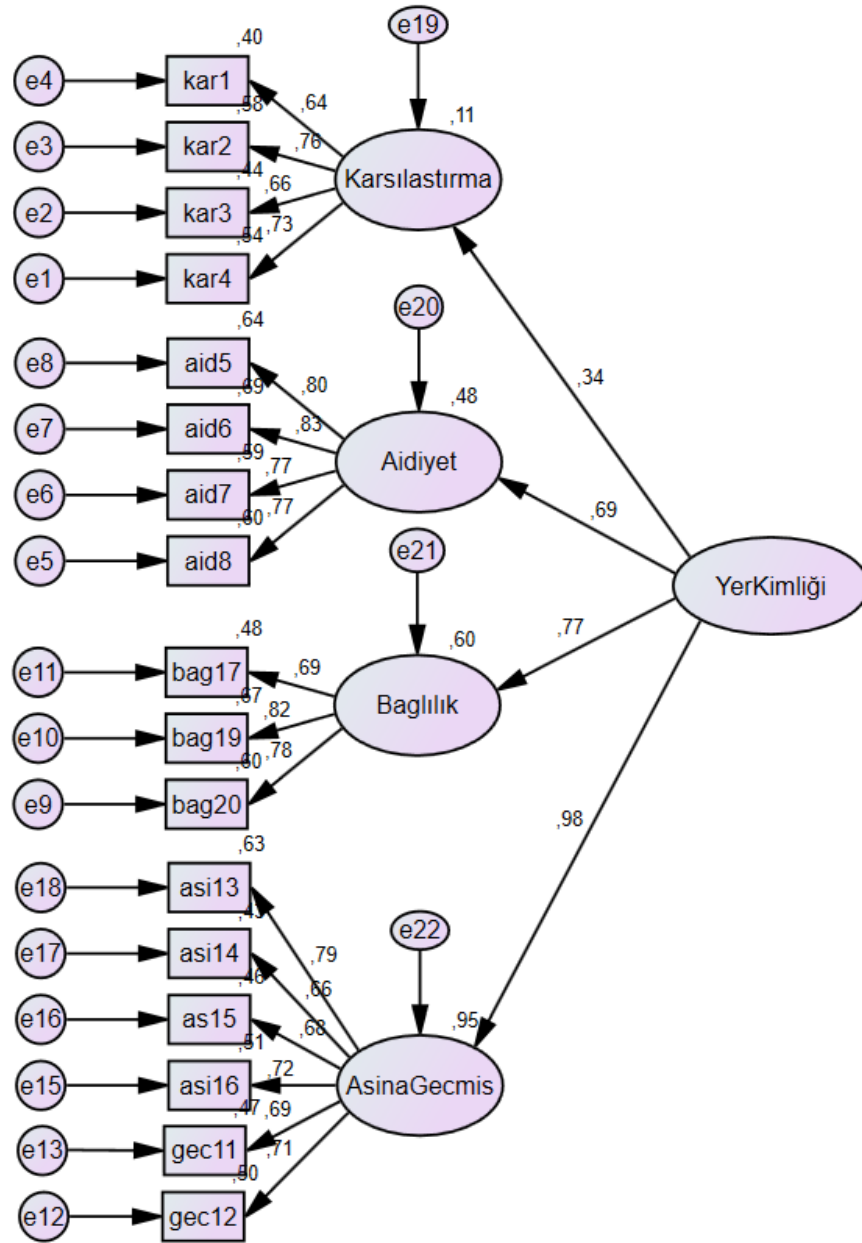 e19
,40
e4
kar1
,64
,11
,58
e3
kar2
,76
Karsılastırma
,44
e2
kar3
,66
,54
,73
e1
kar4
e20
,64
e8
aid5
,80
,48
,34
,69
e7
aid6
,83
,59
Aidiyet
e6
aid7
,77
,60
,77
,69
e5
aid8
e21
YerKimliği
,48
,60
,77
e11
bag17
,69
,67
e10
bag19
,82
Baglılık
,60
,78
e9
bag20
,98
,63
e18
asi13
,43
e22
e17
asi14
,79
,46
,66
e16
as15
,68
,95
,51
e15
asi16
,72
AsinaGecmis
,47
,69
e13
gec11
,71
,50
e12
gec12